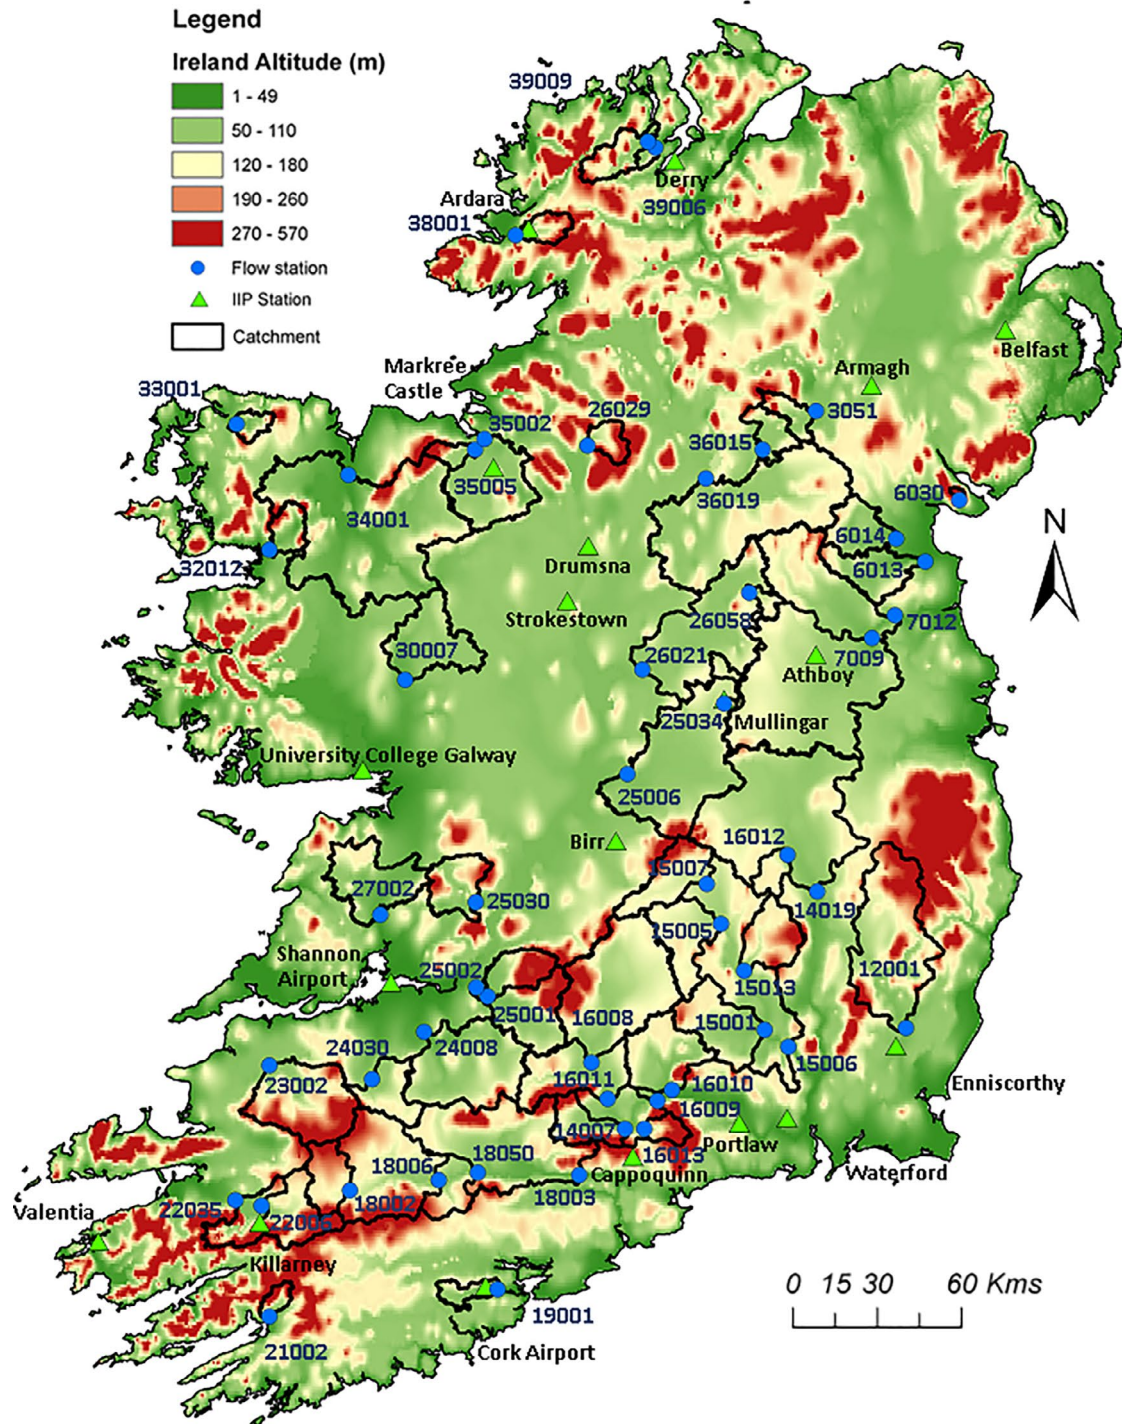 Legend
Ireland Altitude (m)
1 - 49
50 - 110
120 - 180
190 - 260
270 - 570
Flow station
IIP Station
Catchment
39009
Derry
39006
Ardara
38001
Belfast
Armagh
Markree
Castle
33001
3051
35002
26029
36015
35005
36019
6030
34001
N
6014
32012
Drumsna
6013
Strokestown
26058
7012
30007
26021
7009
Athboy
25034
Mullingar
University College Galway
25006
Birr
16012
15007
27002
25030
14019
15005
Shannon
Airport
12001
25002
15013
25001
16008
15001
24030
24008
15006
23002
16011
16010
Enniscorthy
16009
14007
Portlaw
16013
18050
18006
Cappoquinn
Waterford
18003
18002
22035
Valentia
22006
Killarney
0 15 30 60 Kms
19001
21002
Cork Airport